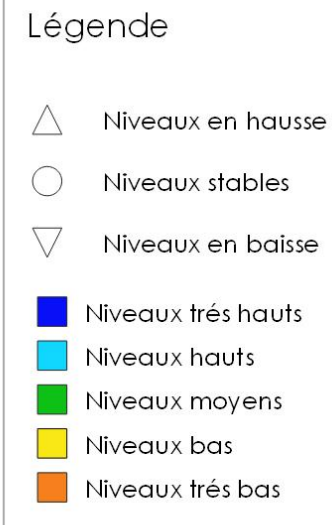 Légende
Niveaux en hausse
Niveaux stables
Niveaux en baisse
Niveaux trés hauts
Niveaux hauts
Niveaux moyens
Niveaux bas
Niveaux trés bas